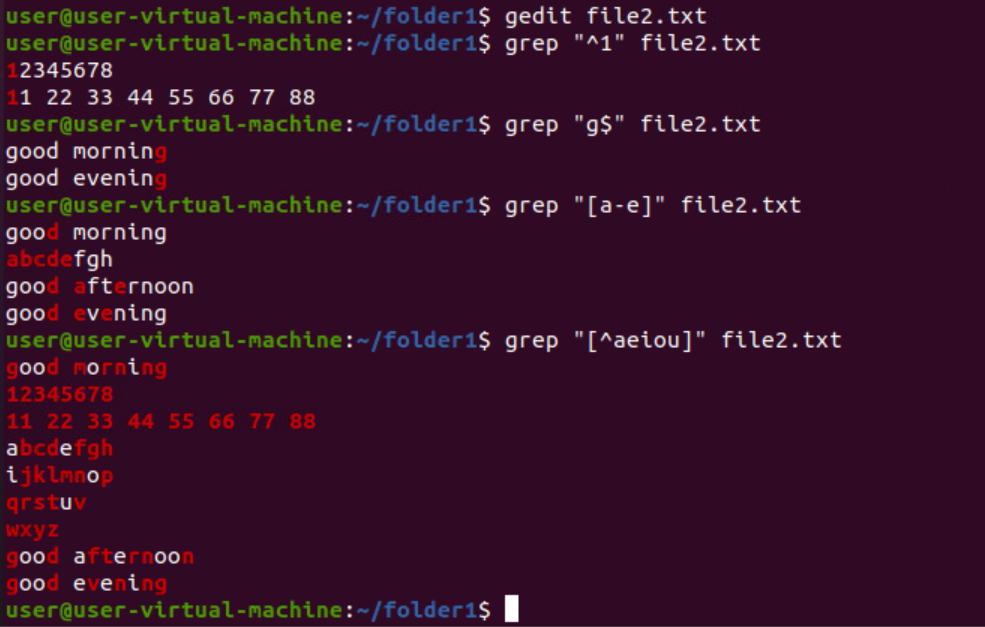 user@user-virtual-machine:~/folder1$ gedit file2.txt
user@user-virtual-machine:~/folder1$ grep "^1" file2.txt
12345678
11 22 33 44 55 66 77 88
user@user-virtual-machine:~/folder1$ grep "g$" file2.txt
good morning
good evening
user@user-virtual-machine:~/folder1$ grep "[a-e]" file2.txt
good morning
abcdefgh
good afternoon
good evening
user@user-virtual-machine:~/folder1$ grep "[^aeiou]" file2.txt
good morning
12345678
11 22 33 44 55 66 77 88
abcdefgh
ijklmnop
qrstuv
wxyz
good afternoon
good evening
user@user-virtual-machine:~/folder1$